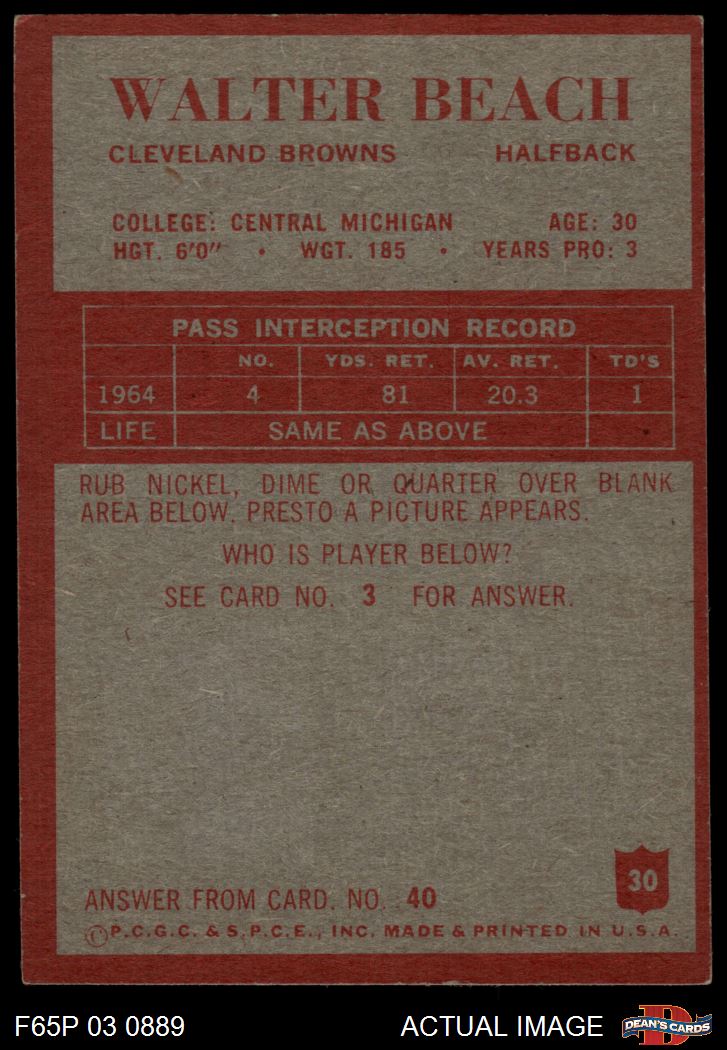 WALTER BEACH
CLEVELAND BROWNS HALFBACK
COLLEGE: CENTRAL MICHIGAN AGE: 30
HGT. 6'0" • WGT. 185 • YEARS PRO: 3
PASS INTERCEPTION RECORD
NO. YDS. RET. AV. RET. TD'S
1964 4 81 20.3 1
LIFE SAME AS ABOVE
RUB NICKEL, DIME OR QUARTER OVER BLANK
AREA BELOW. PRESTO A PICTURE APPEARS.
WHO IS PLAYER BELOW?
SEE CARD NO. 3 FOR ANSWER.
30
ANSWER FROM CARD. NO. 40
©P.C.G.C. & S.P.C.E., INC. MADE & PRINTED IN U.S.A.
F65P 03 0889 ACTUAL IMAGE D DEAN'S CARDS